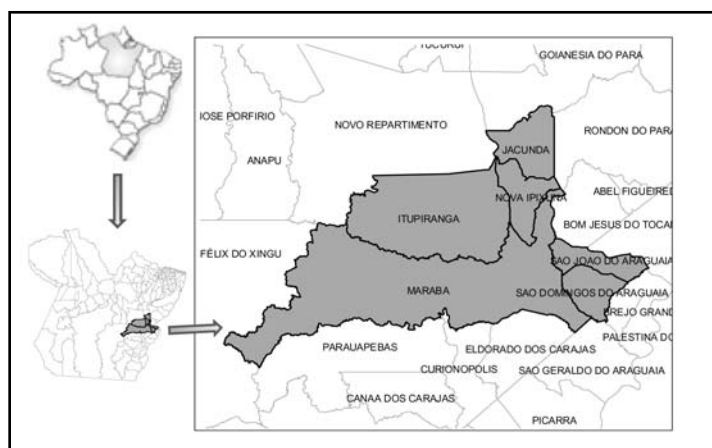 TUCURUI
GOIANESIA DO PARA
IOSE PORFIRIO
NOVO REPARTIMENTO
RONDON DO PARA
JACUNDA
ANAPU
NOVA IPIXUNA
ABEL FIGUEIRED
ITUPIRANGA
BOM JESUS DO TOCAI
FÉLIX DO XINGU
SAO JOAO DO ARAGUAIA
MARABA
SAO DOMINGOS DO ARAGUAIA
BREJO GRAND
PALESTINA DO
PARAUAPEBAS
ELDORADO DOS CARAJAS
CURIONOPOLIS
SAO GERALDO DO ARAGUAIA
CANAA DOS CARAJAS
PICARRA